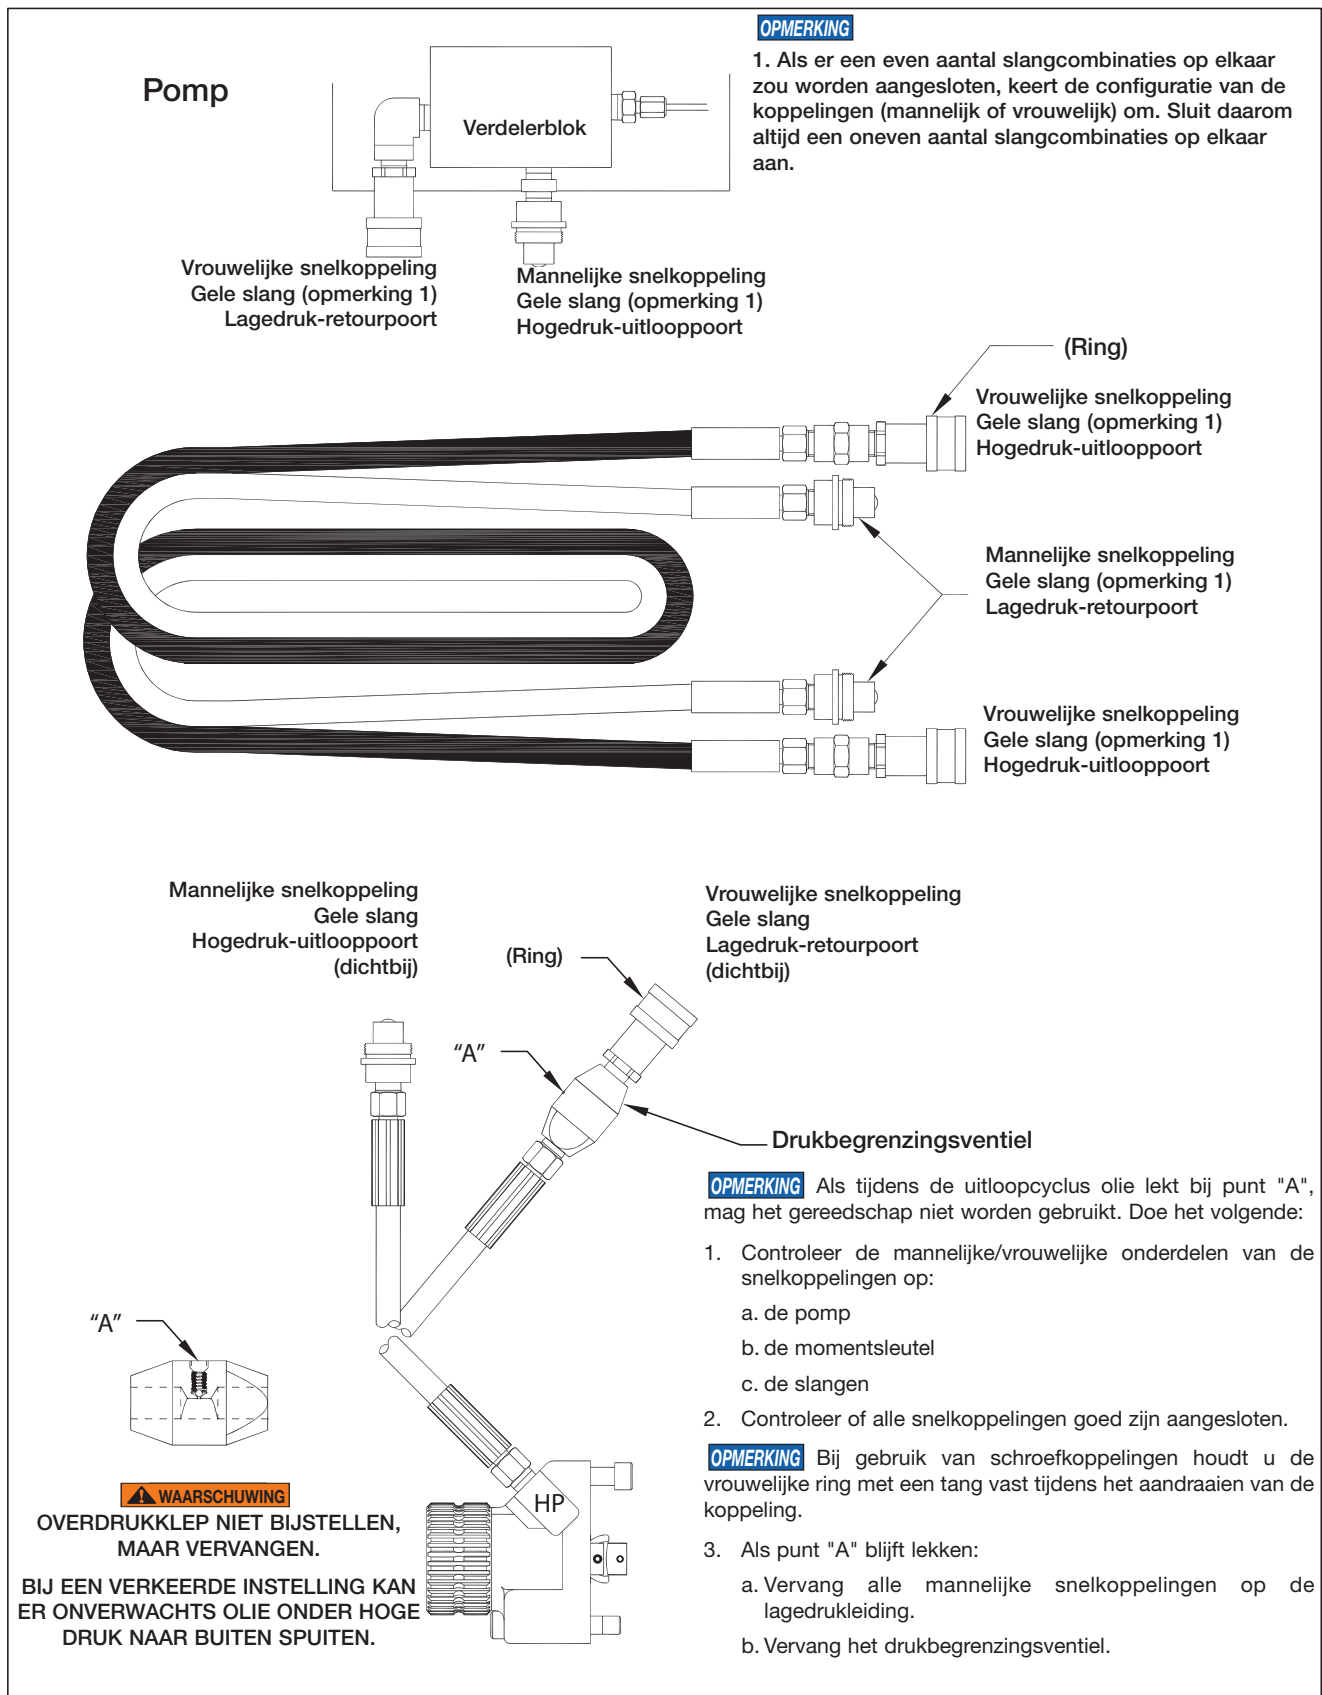 OPMERKING
1. Als er een even aantal slangcombinaties op elkaar
zou worden aangesloten, keert de configuratie van de
koppelingen (mannelijk of vrouwelijk) om. Sluit daarom
altijd een oneven aantal slangcombinaties op elkaar
aan.
Pomp
Verdelerblok
Vrouwelijke snelkoppeling
Gele slang (opmerking 1)
Lagedruk-retourpoort
Mannelijke snelkoppeling
Gele slang (opmerking 1)
Hogedruk-uitlooppoort
(Ring)
Vrouwelijke snelkoppeling
Gele slang (opmerking 1)
Hogedruk-uitlooppoort
Mannelijke snelkoppeling
Gele slang (opmerking 1)
Lagedruk-retourpoort
Vrouwelijke snelkoppeling
Gele slang (opmerking 1)
Hogedruk-uitlooppoort
Mannelijke snelkoppeling
Gele slang
Hogedruk-uitlooppoort
(dichtbij)
Vrouwelijke snelkoppeling
Gele slang
Lagedruk-retourpoort
(dichtbij)
(Ring)
“A”
Drukbegrenzingsventiel
OPMERKING Als tijdens de uitloopcyclus olie lekt bij punt "A",
mag het gereedschap niet worden gebruikt. Doe het volgende:
1. Controleer de mannelijke/vrouwelijke onderdelen van de
snelkoppelingen op:
a. de pomp
b. de momentsleutel
c. de slangen
2. Controleer of alle snelkoppelingen goed zijn aangesloten.
OPMERKING Bij gebruik van schroefkoppelingen houdt u de
vrouwelijke ring met een tang vast tijdens het aandraaien van de
koppeling.
3. Als punt "A" blijft lekken:
a. Vervang alle mannelijke snelkoppelingen op de
lagedrukleiding.
b. Vervang het drukbegrenzingsventiel.
“A”
HP
WAARSCHUWING
OVERDRUKKLEP NIET BIJSTELLEN,
MAAR VERVANGEN.
BIJ EEN VERKEERDE INSTELLING KAN
ER ONVERWACHTS OLIE ONDER HOGE
DRUK NAAR BUITEN SPUITEN.